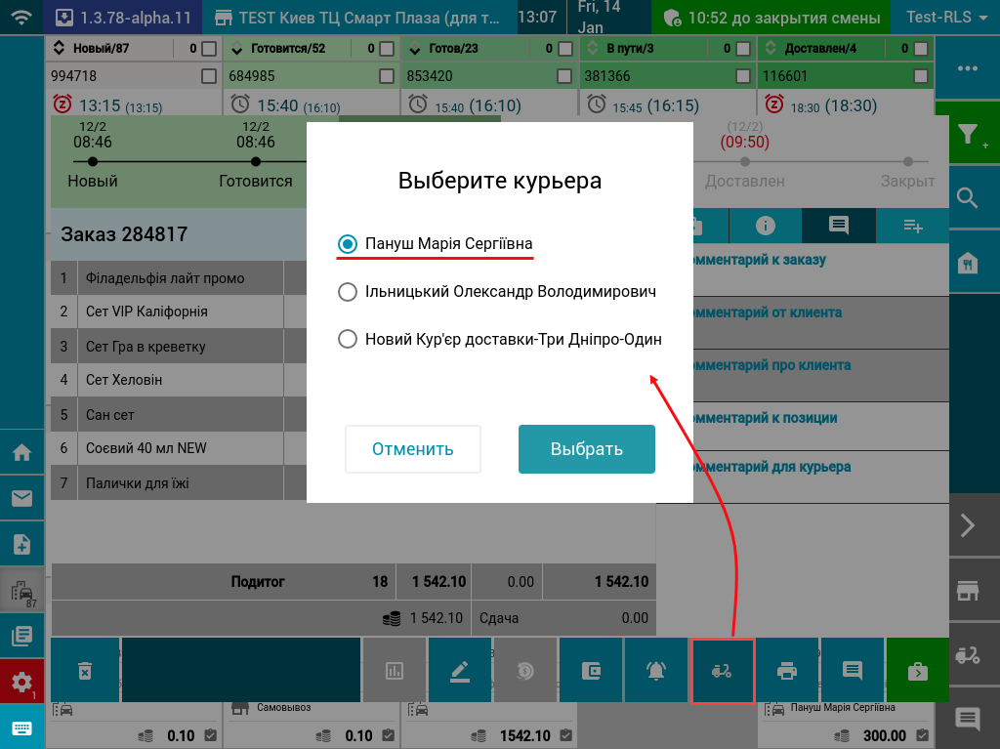 1.3.78-alpha.11
TEST Киев ТЦ Смарт Плаза (для т...
13:07
Fri, 14
Jan
10:52 до закрытия смены
Test-RLS
Новый/87 0
Готовится/52 0
Готов/23 0
В пути/3 0
Доставлен/4 0
994718
684985
853420
381366
116601
13:15 (13:15)
15:40 (16:10)
15:40 (16:10)
15:45 (16:15)
18:30 (18:30)
12/2
08:46
Новый
12/2
08:46
Готовится
(12/2)
(09:50)
Доставлен
Закрыт
Заказ 284817
1 Філадельфія лайт промо
2 Сет VIP Каліфорнія
3 Сет Гра в креветку
4 Сет Хеловін
5 Сан сет
6 Соєвий 40 мл NEW
7 Палички для їжі
Выберите курьера
Пануш Марія Сергіївна
Ільницький Олександр Володимирович
Новий Кур'єр доставки-Три Дніпро-Один
Отменить
Выбрать
омментарий к заказу
омментарий от клиента
омментарий про клиента
омментарий к позиции
омментарий для курьера
Подитог 18 1 542.10 0.00 1 542.10
1 542.10 Сдача 0.00
87
1
+
Самовывоз
Пануш Марія Сергіївна
0.10
0.10
1542.10
300.00